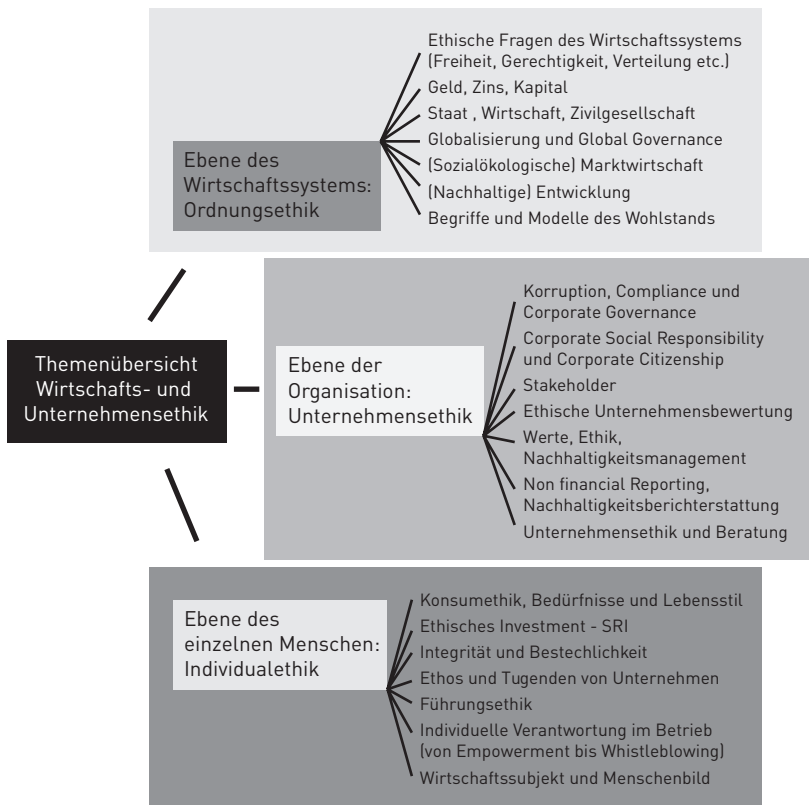 Ethische Fragen des Wirtschaftssystems
(Freiheit, Gerechtigkeit, Verteilung etc.)
Geld, Zins, Kapital
Staat , Wirtschaft, Zivilgesellschaft
Globalisierung und Global Governance
(Sozialökologische) Marktwirtschaft
(Nachhaltige) Entwicklung
Begriffe und Modelle des Wohlstands
Ebene des
Wirtschaftssystems:
Ordnungsethik
Themenübersicht
Wirtschafts- und
Unternehmensethik
Ebene der
Organisation:
Unternehmensethik
Korruption, Compliance und
Corporate Governance
Corporate Social Responsibility
und Corporate Citizenship
Stakeholder
Ethische Unternehmensbewertung
Werte, Ethik,
Nachhaltigkeitsmanagement
Non financial Reporting,
Nachhaltigkeitsberichterstattung
Unternehmensethik und Beratung
Ebene des
einzelnen Menschen:
Individualethik
Konsumethik, Bedürfnisse und Lebensstil
Ethisches Investment - SRI
Integrität und Bestechlichkeit
Ethos und Tugenden von Unternehmen
Führungsethik
Individuelle Verantwortung im Betrieb
(von Empowerment bis Whistleblowing)
Wirtschaftssubjekt und Menschenbild